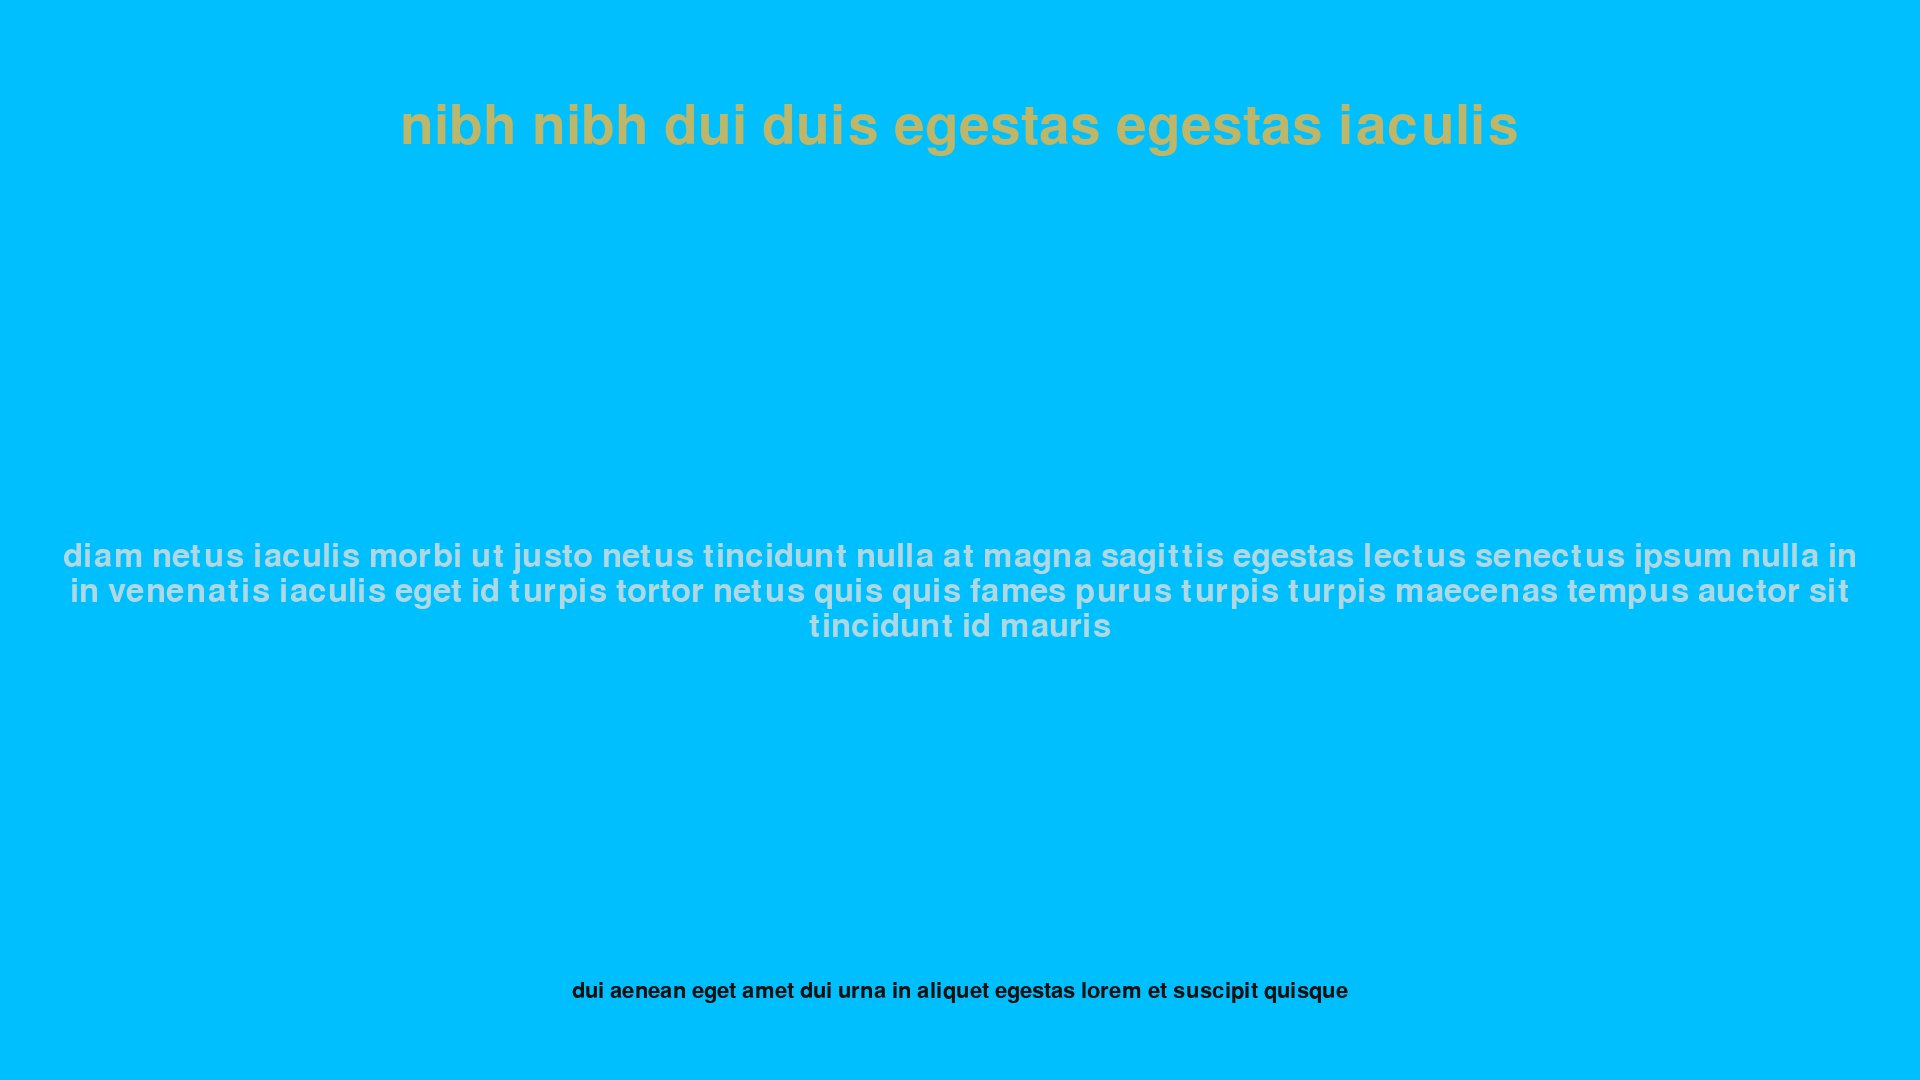 nibh nibh dui duis egestas egestas iaculis
diam netus iaculis morbi ut justo netus tincidunt nulla at magna sagittis egestas lectus senectus ipsum nulla in
in venenatis iaculis eget id turpis tortor netus quis quis fames purus turpis turpis maecenas tempus auctor sit
tincidunt id mauris
dui aenean eget amet dui urna in aliquet egestas lorem et suscipit quisque